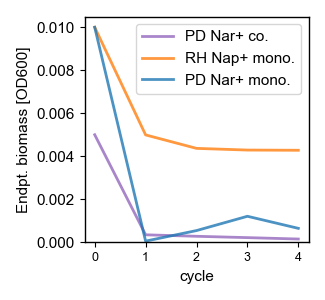 0.010
0.008
0.006
0.004
0.002
0.000
Endpt. biomass [OD600]
PD Nar+ co.
RH Nap+ mono.
PD Nar+ mono.
0 1 2 3 4
cycle